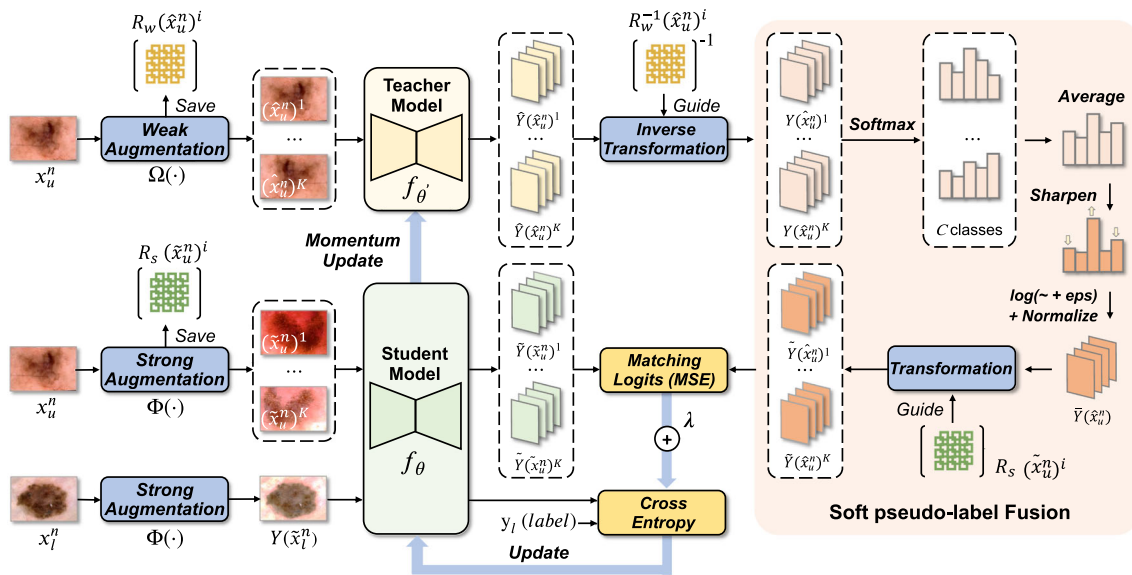 R_w(x̂_u^n)^i
Save
x_u^n
Weak
Augmentation
Ω(·)
(x̂_u^n)^1
...
(x̂_u^n)^K
Teacher
Model
f_θ′
Ŷ(x̂_u^n)^1
...
Ŷ(x̂_u^n)^K
R_w^{-1}(x̂_u^n)^i
-1
Guide
Inverse
Transformation
Y(x̂_u^n)^1
...
Y(x̂_u^n)^K
Softmax
...
C classes
Average
Sharpen
log(~ + eps)
+ Normalize
Ȳ(x̂_u^n)
Transformation
Guide
R_s (x̃_u^n)^i
Ỹ(x̂_u^n)^1
...
Ỹ(x̂_u^n)^K
Soft pseudo-label Fusion
Momentum
Update
R_s (x̃_u^n)^i
Save
x_u^n
Strong
Augmentation
Φ(·)
(x̃_u^n)^1
...
(x̃_u^n)^K
Student
Model
f_θ
Ỹ(x̃_u^n)^1
...
Ỹ(x̃_u^n)^K
Matching
Logits (MSE)
λ
+
x_l^n
Strong
Augmentation
Φ(·)
Y(x̃_l^n)
y_l (label)
Cross
Entropy
Update